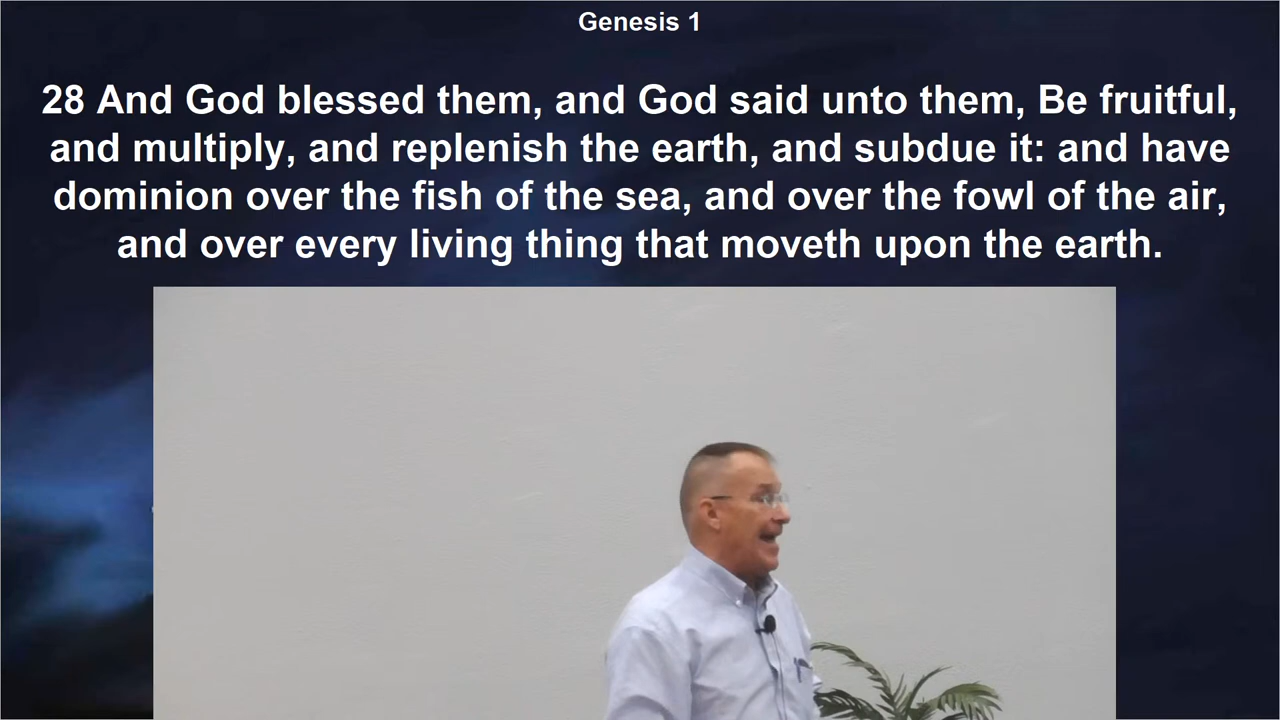 Genesis 1
28 And God blessed them, and God said unto them, Be fruitful,
and multiply, and replenish the earth, and subdue it: and have
dominion over the fish of the sea, and over the fowl of the air,
and over every living thing that moveth upon the earth.